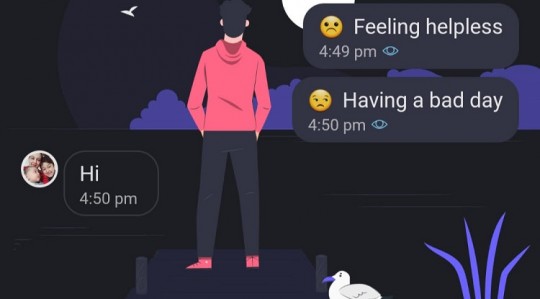 ☹️ Feeling helpless
4:49 pm
😒 Having a bad day
4:50 pm
Hi
4:50 pm